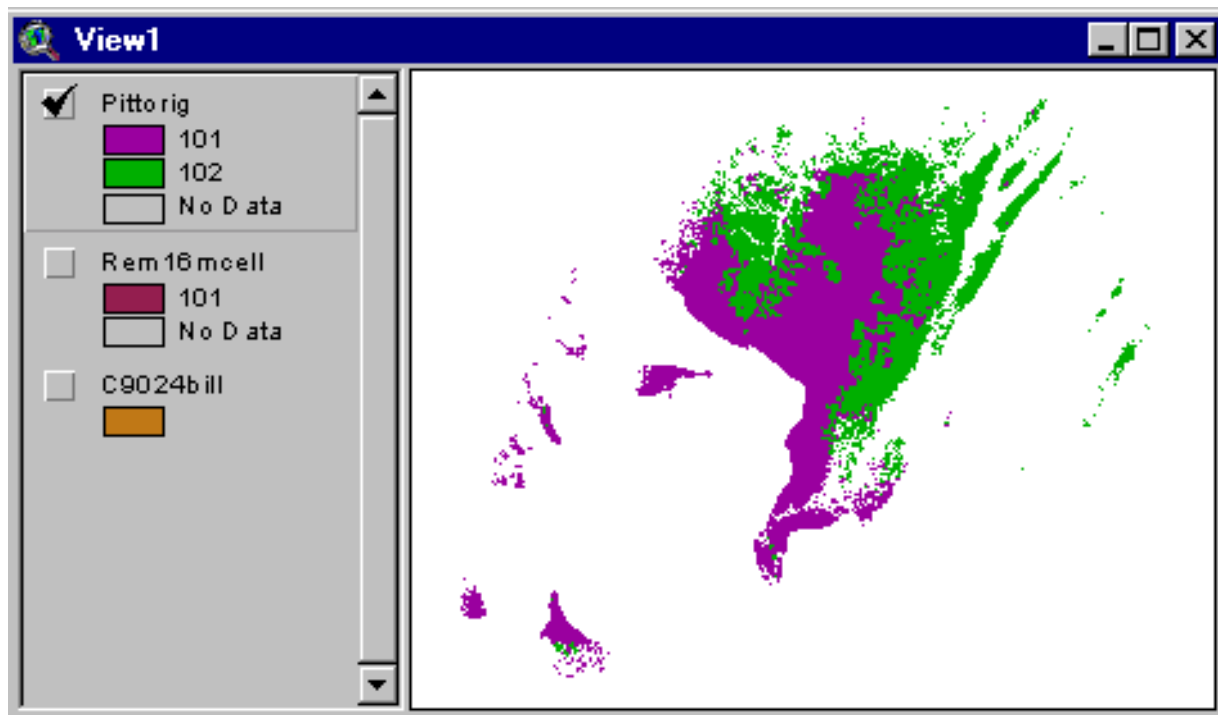 View1
Pittorig
101
102
No Data
Rem16mcell
101
No Data
C9024bill